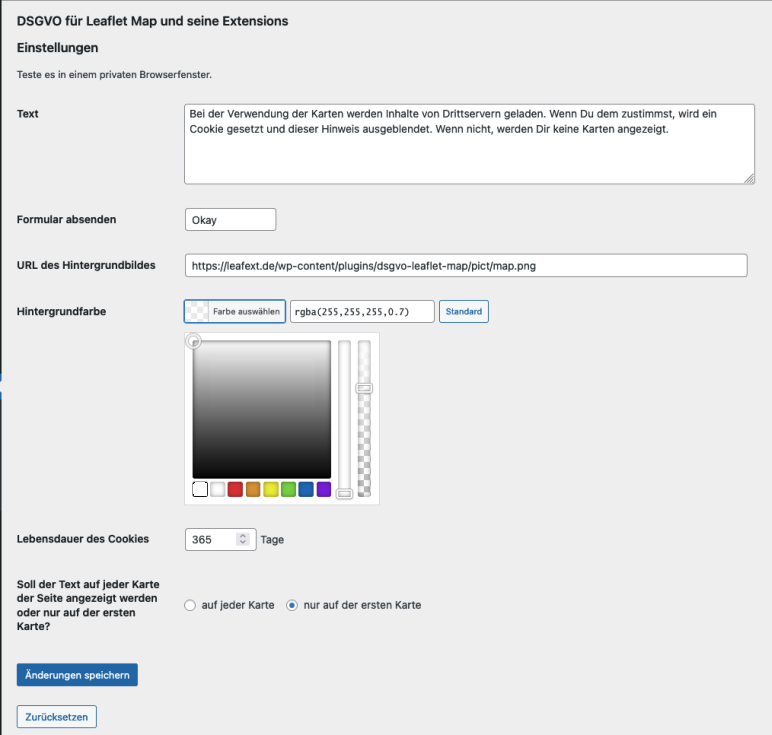 DSGVO für Leaflet Map und seine Extensions
Einstellungen
Teste es in einem privaten Browserfenster.
Text
Bei der Verwendung der Karten werden Inhalte von Drittservern geladen. Wenn Du dem zustimmst, wird ein
Cookie gesetzt und dieser Hinweis ausgeblendet. Wenn nicht, werden Dir keine Karten angezeigt.
Formular absenden
Okay
URL des Hintergrundbildes
https://leafext.de/wp-content/plugins/dsgvo-leaflet-map/pict/map.png
Hintergrundfarbe
Farbe auswählen
rgba(255,255,255,0.7)
Standard
Lebensdauer des Cookies
365
Tage
Soll der Text auf jeder Karte
der Seite angezeigt werden
oder nur auf der ersten
Karte?
auf jeder Karte
nur auf der ersten Karte
Änderungen speichern
Zurücksetzen